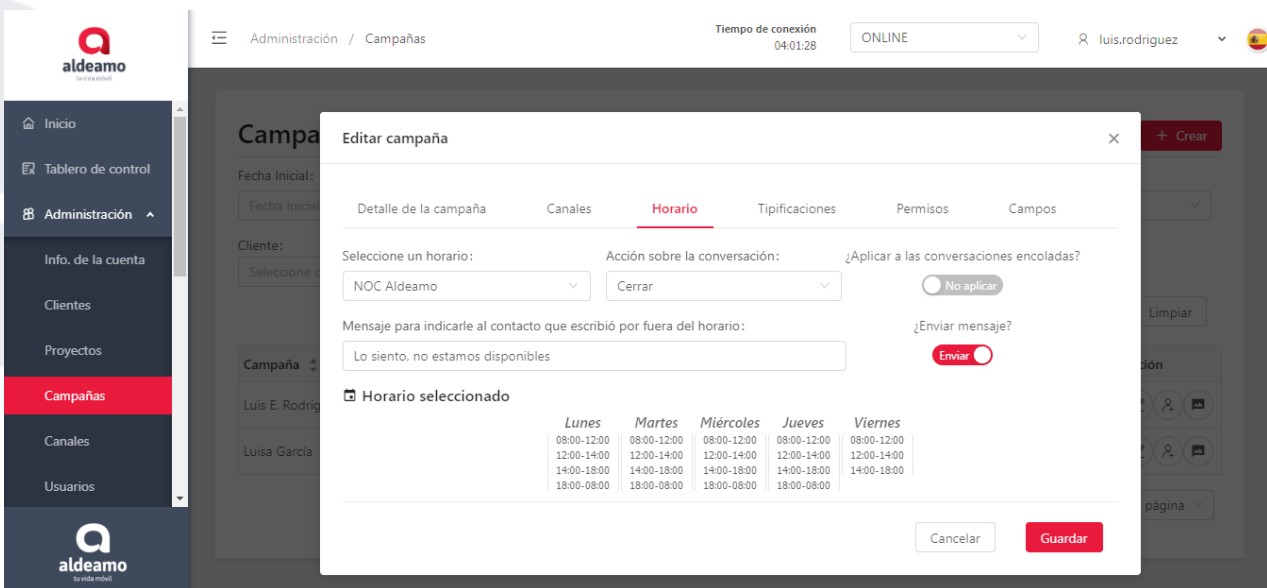 aldeamo
tu vida móvil
Administración / Campañas
Tiempo de conexión
04:01:28
ONLINE
luis.rodriguez
Inicio
Tablero de control
Administración
Info. de la cuenta
Clientes
Proyectos
Campañas
Canales
Usuarios
aldeamo
tu vida móvil
Campa
+ Crear
Fecha Inicial:
Fecha Inicial
Cliente:
Seleccione c
Limpiar
Campaña
ción
Luis E. Rodrig
Luisa García
página
Editar campaña
Detalle de la campaña
Canales
Horario
Tipificaciones
Permisos
Campos
Seleccione un horario:
Acción sobre la conversación:
¿Aplicar a las conversaciones encoladas?
NOC Aldeamo
Cerrar
No aplicar
Mensaje para indicarle al contacto que escribió por fuera del horario:
¿Enviar mensaje?
Lo siento, no estamos disponibles
Enviar
Horario seleccionado
Lunes Martes Miércoles Jueves Viernes
08:00-12:00 08:00-12:00 08:00-12:00 08:00-12:00 08:00-12:00
12:00-14:00 12:00-14:00 12:00-14:00 12:00-14:00 12:00-14:00
14:00-18:00 14:00-18:00 14:00-18:00 14:00-18:00 14:00-18:00
18:00-08:00 18:00-08:00 18:00-08:00 18:00-08:00
Cancelar
Guardar